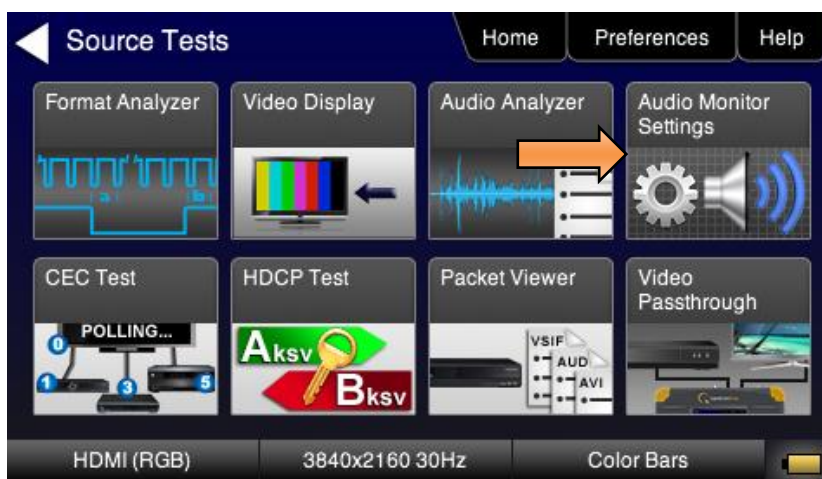 Source Tests
Home
Preferences
Help
Format Analyzer
Video Display
Audio Analyzer
Audio Monitor
Settings
a
b
CEC Test
HDCP Test
Packet Viewer
Video
Passthrough
POLLING...
0
1
3
5
Aksv
Bksv
VSIF
AUD
AVI
HDMI (RGB)
3840x2160 30Hz
Color Bars